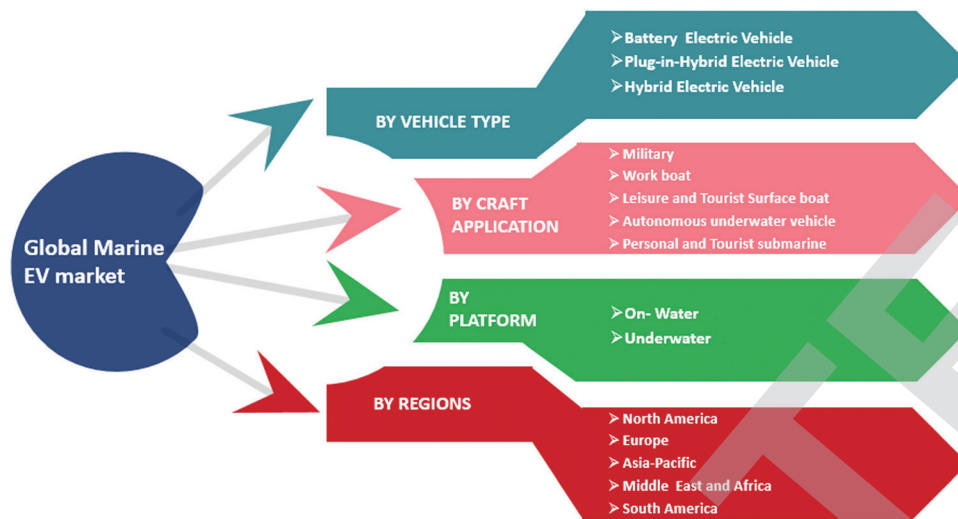 Global Marine
EV market
BY VEHICLE TYPE
➢Battery Electric Vehicle
➢Plug-in-Hybrid Electric Vehicle
➢Hybrid Electric Vehicle
BY CRAFT
APPLICATION
➢Military
➢Work boat
➢Leisure and Tourist Surface boat
➢Autonomous underwater vehicle
➢Personal and Tourist submarine
BY
PLATFORM
➢On- Water
➢Underwater
BY REGIONS
➢North America
➢Europe
➢Asia-Pacific
➢Middle East and Africa
➢South America